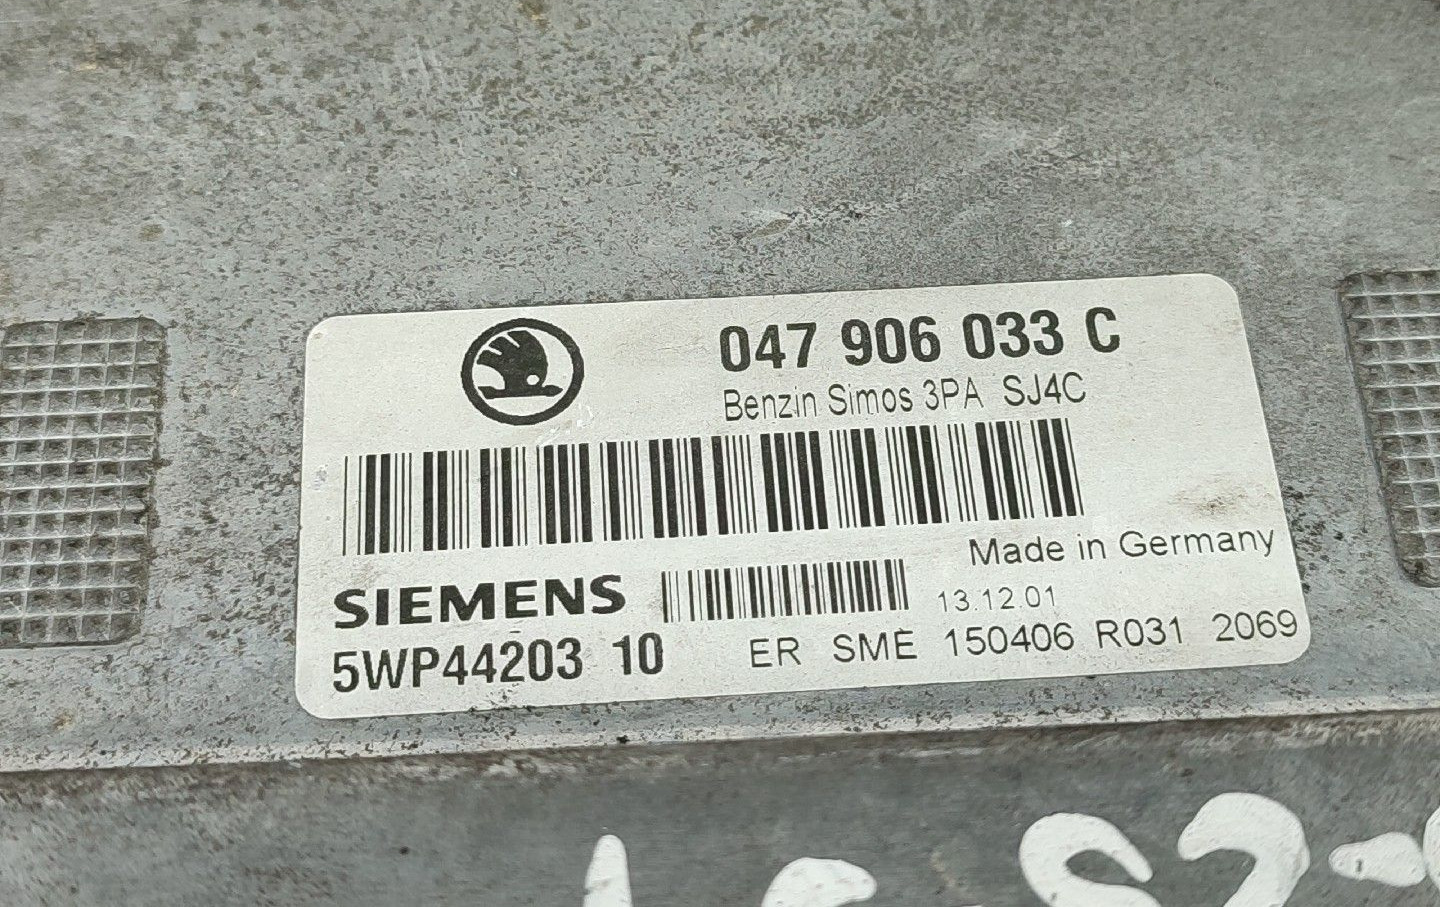 047 906 033 C
Benzin Simos 3PA SJ4C
Made in Germany
SIEMENS 13.12.01
5WP44203 10 ER SME 150406 R031 2069